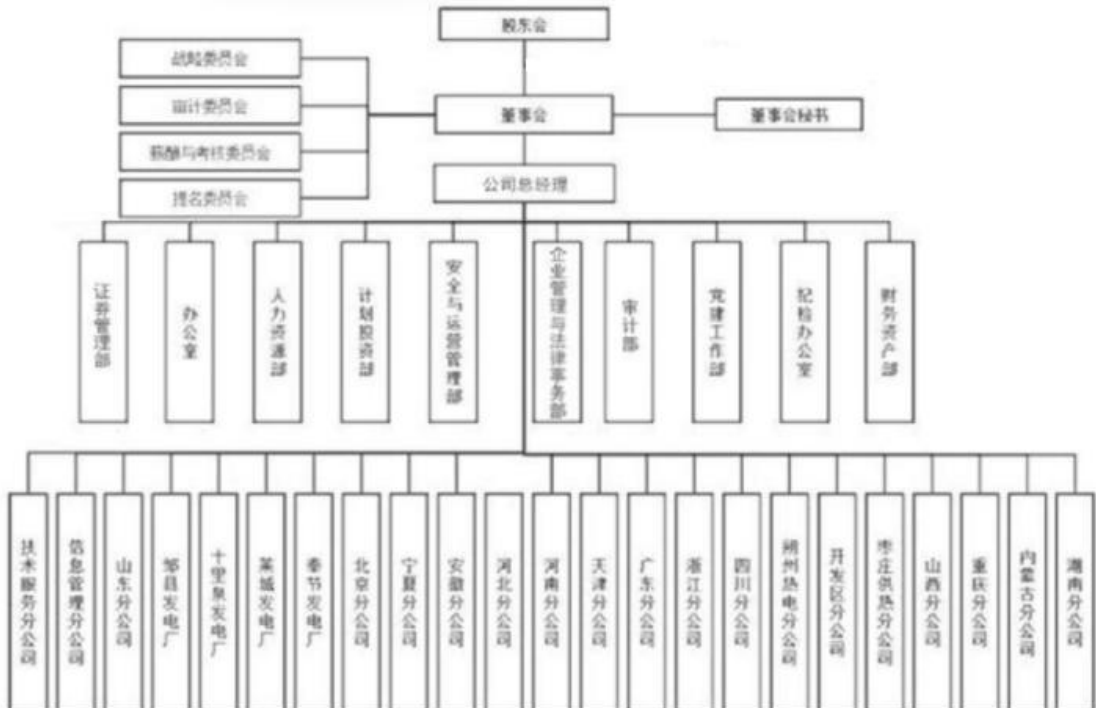 股东会
战略委员会
审计委员会
董事会
董事会秘书
薪酬与考核委员会
公司总经理
提名委员会
证券管理部
办公室
人力资源部
计划投资部
安全与运营管理部
企业管理与法律事务部
审计部
党建工作部
纪检办公室
财务资产部
技术服务分公司
信息管理分公司
山东分公司
邹县发电厂
十里泉发电厂
莱城发电厂
奉节发电厂
北京分公司
宁夏分公司
安徽分公司
河北分公司
河南分公司
天津分公司
广东分公司
浙江分公司
四川分公司
朔州热电分公司
开发区分公司
枣庄供热分公司
山西分公司
重庆分公司
内蒙古分公司
湖南分公司